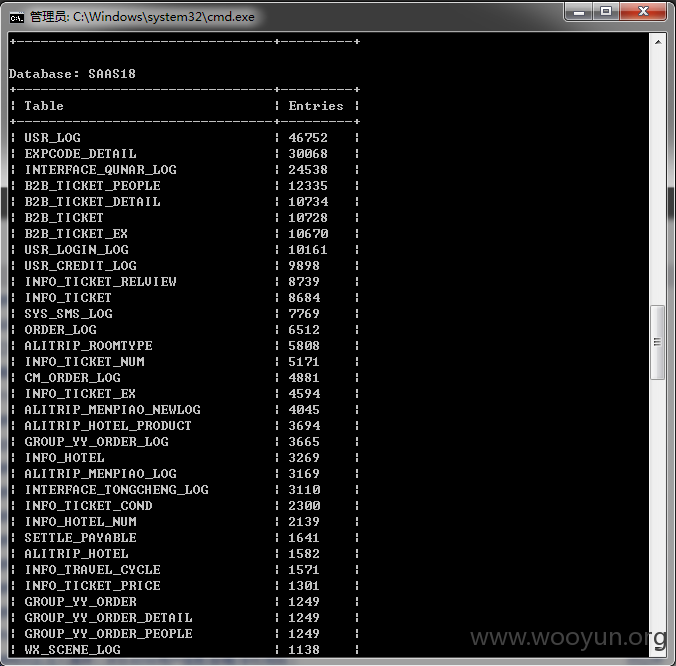 管理员: C:\Windows\system32\cmd.exe
+--------------------------------+---------+
Database: SAAS18
+--------------------------------+---------+
| Table | Entries |
+--------------------------------+---------+
| USR_LOG | 46752 |
| EXPCODE_DETAIL | 30068 |
| INTERFACE_QUNAR_LOG | 24538 |
| B2B_TICKET_PEOPLE | 12335 |
| B2B_TICKET_DETAIL | 10734 |
| B2B_TICKET | 10728 |
| B2B_TICKET_EX | 10670 |
| USR_LOGIN_LOG | 10161 |
| USR_CREDIT_LOG | 9898 |
| INFO_TICKET_RELVIEW | 8739 |
| INFO_TICKET | 8684 |
| SYS_SMS_LOG | 7769 |
| ORDER_LOG | 6512 |
| ALITRIP_ROOMTYPE | 5808 |
| INFO_TICKET_NUM | 5171 |
| CM_ORDER_LOG | 4881 |
| INFO_TICKET_EX | 4594 |
| ALITRIP_MENPIAO_NEWLOG | 4045 |
| ALITRIP_HOTEL_PRODUCT | 3694 |
| GROUP_YY_ORDER_LOG | 3665 |
| INFO_HOTEL | 3269 |
| ALITRIP_MENPIAO_LOG | 3169 |
| INTERFACE_TONGCHENG_LOG | 3110 |
| INFO_TICKET_COND | 2300 |
| INFO_HOTEL_NUM | 2139 |
| SETTLE_PAYABLE | 1641 |
| ALITRIP_HOTEL | 1582 |
| INFO_TRAVEL_CYCLE | 1571 |
| INFO_TICKET_PRICE | 1301 |
| GROUP_YY_ORDER | 1249 |
| GROUP_YY_ORDER_DETAIL | 1249 |
| GROUP_YY_ORDER_PEOPLE | 1249 |
| WX_SCENE_LOG | 1138 |
www.wooyun.org